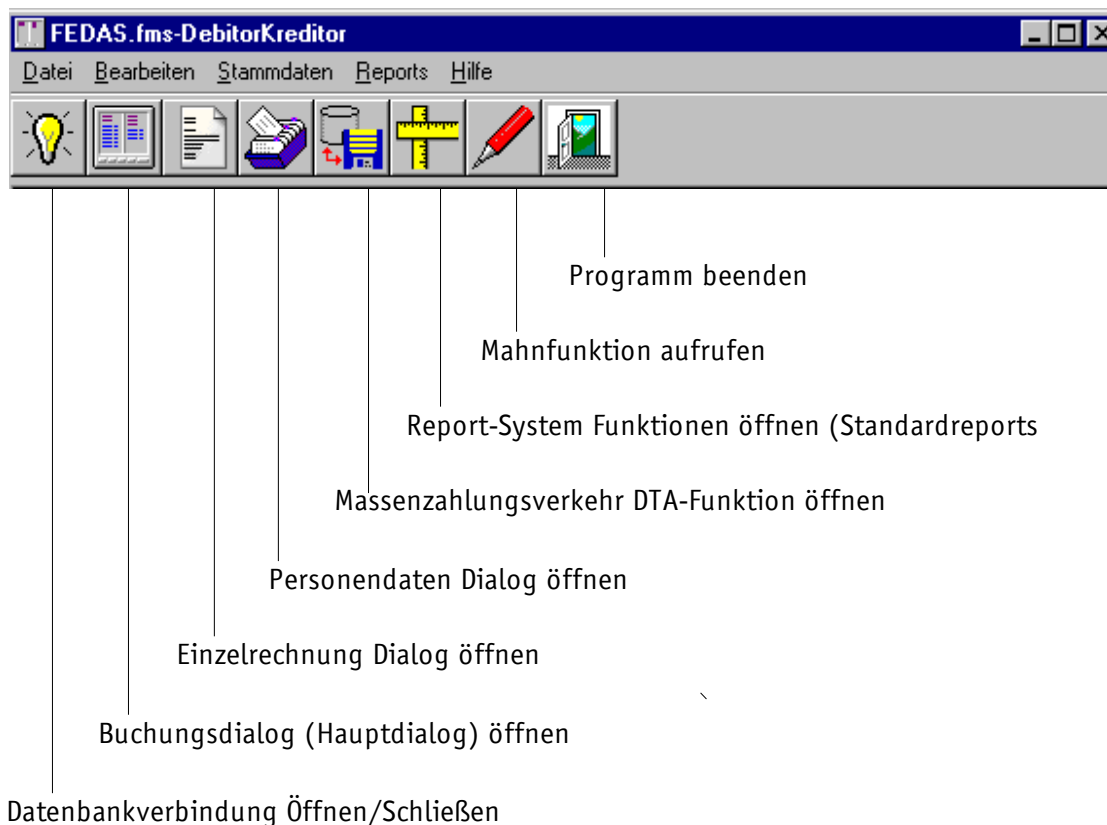 FEDAS.fms-DebitorKreditor
Datei Bearbeiten Stammdaten Reports Hilfe
Programm beenden
Mahnfunktion aufrufen
Report-System Funktionen öffnen (Standardreports
Massenzahlungsverkehr DTA-Funktion öffnen
Personendaten Dialog öffnen
Einzelrechnung Dialog öffnen
Buchungsdialog (Hauptdialog) öffnen
Datenbankverbindung Öffnen/Schließen